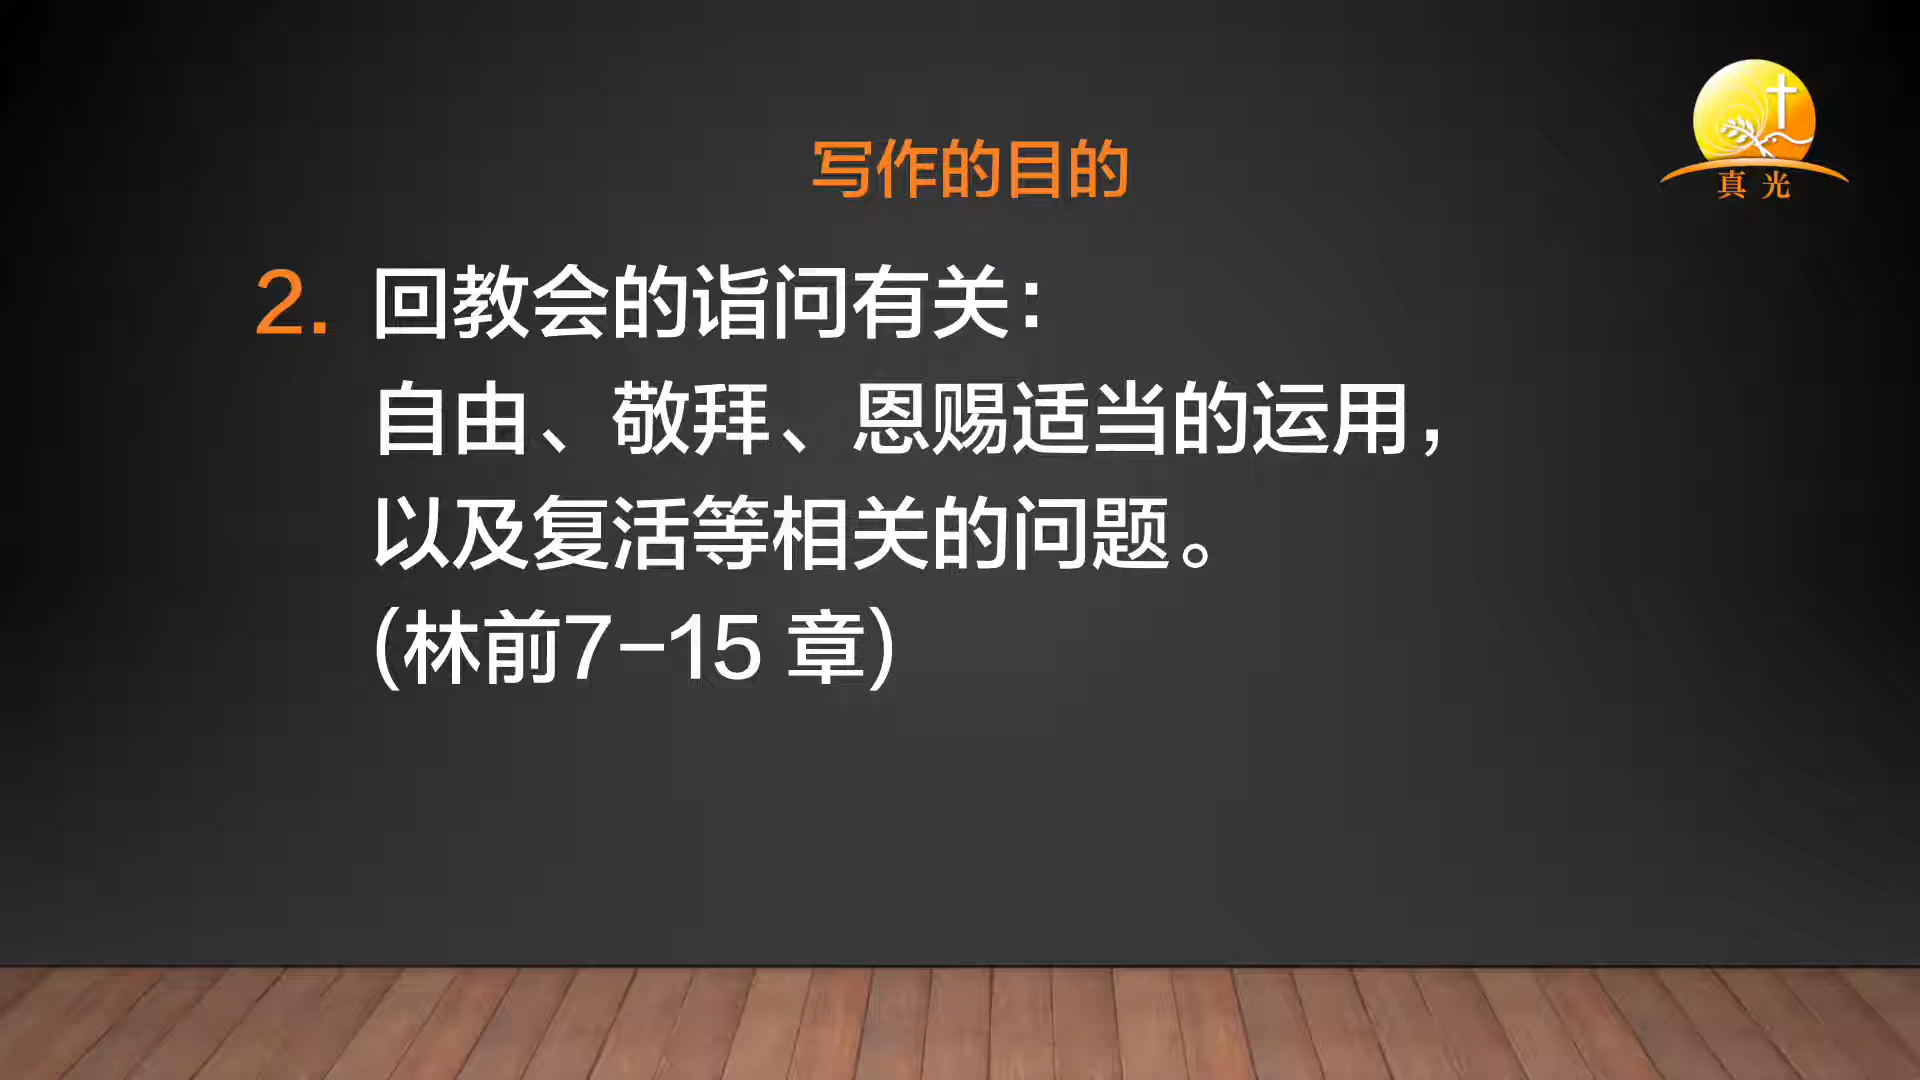 真光
写作的目的
2. 回教会的诣问有关：
自由、敬拜、恩赐适当的运用，
以及复活等相关的问题。
(林前7-15 章)